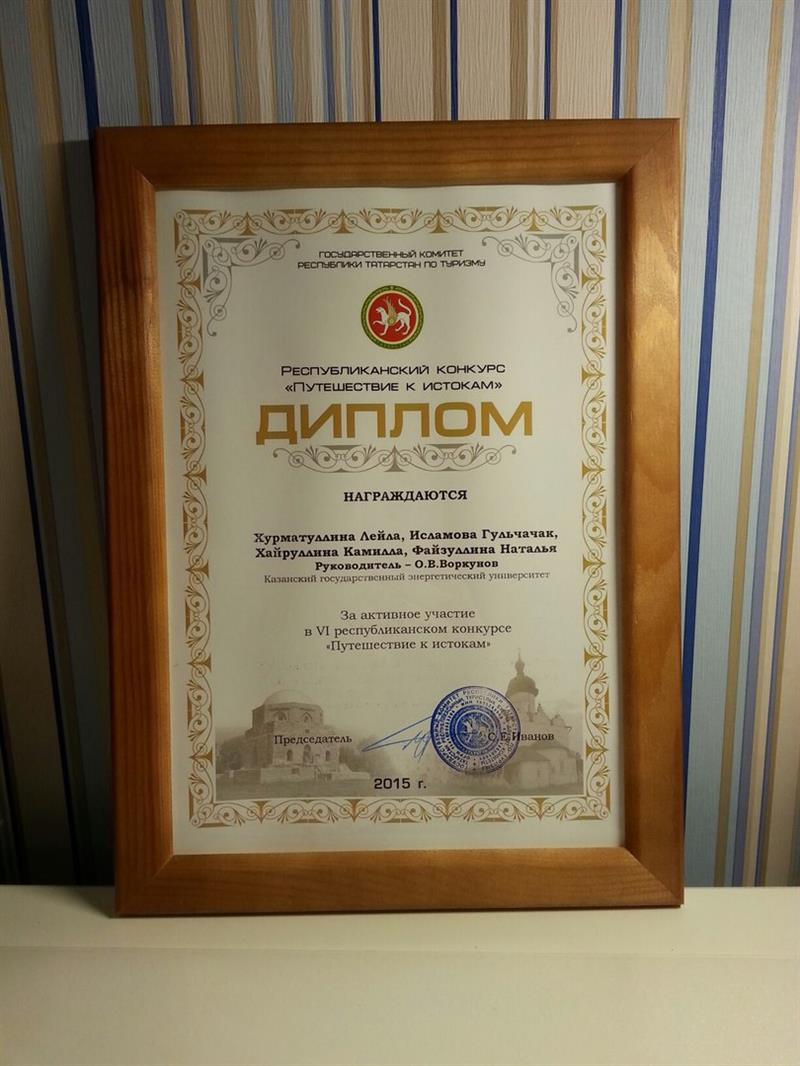 ГОСУДАРСТВЕННЫЙ КОМИТЕТ
РЕСПУБЛИКИ ТАТАРСТАН ПО ТУРИЗМУ
РЕСПУБЛИКАНСКИЙ КОНКУРС
«ПУТЕШЕСТВИЕ К ИСТОКАМ»
ДИПЛОМ
НАГРАЖДАЮТСЯ
Хурматуллина Лейла, Исламова Гульчачак,
Хайруллина Камилла, Файзуллина Наталья
Руководитель – О.В.Воркунов
Казанский государственный энергетический университет
За активное участие
в VI республиканском конкурсе
«Путешествие к истокам»
Председатель С.Е.Иванов
2015 г.